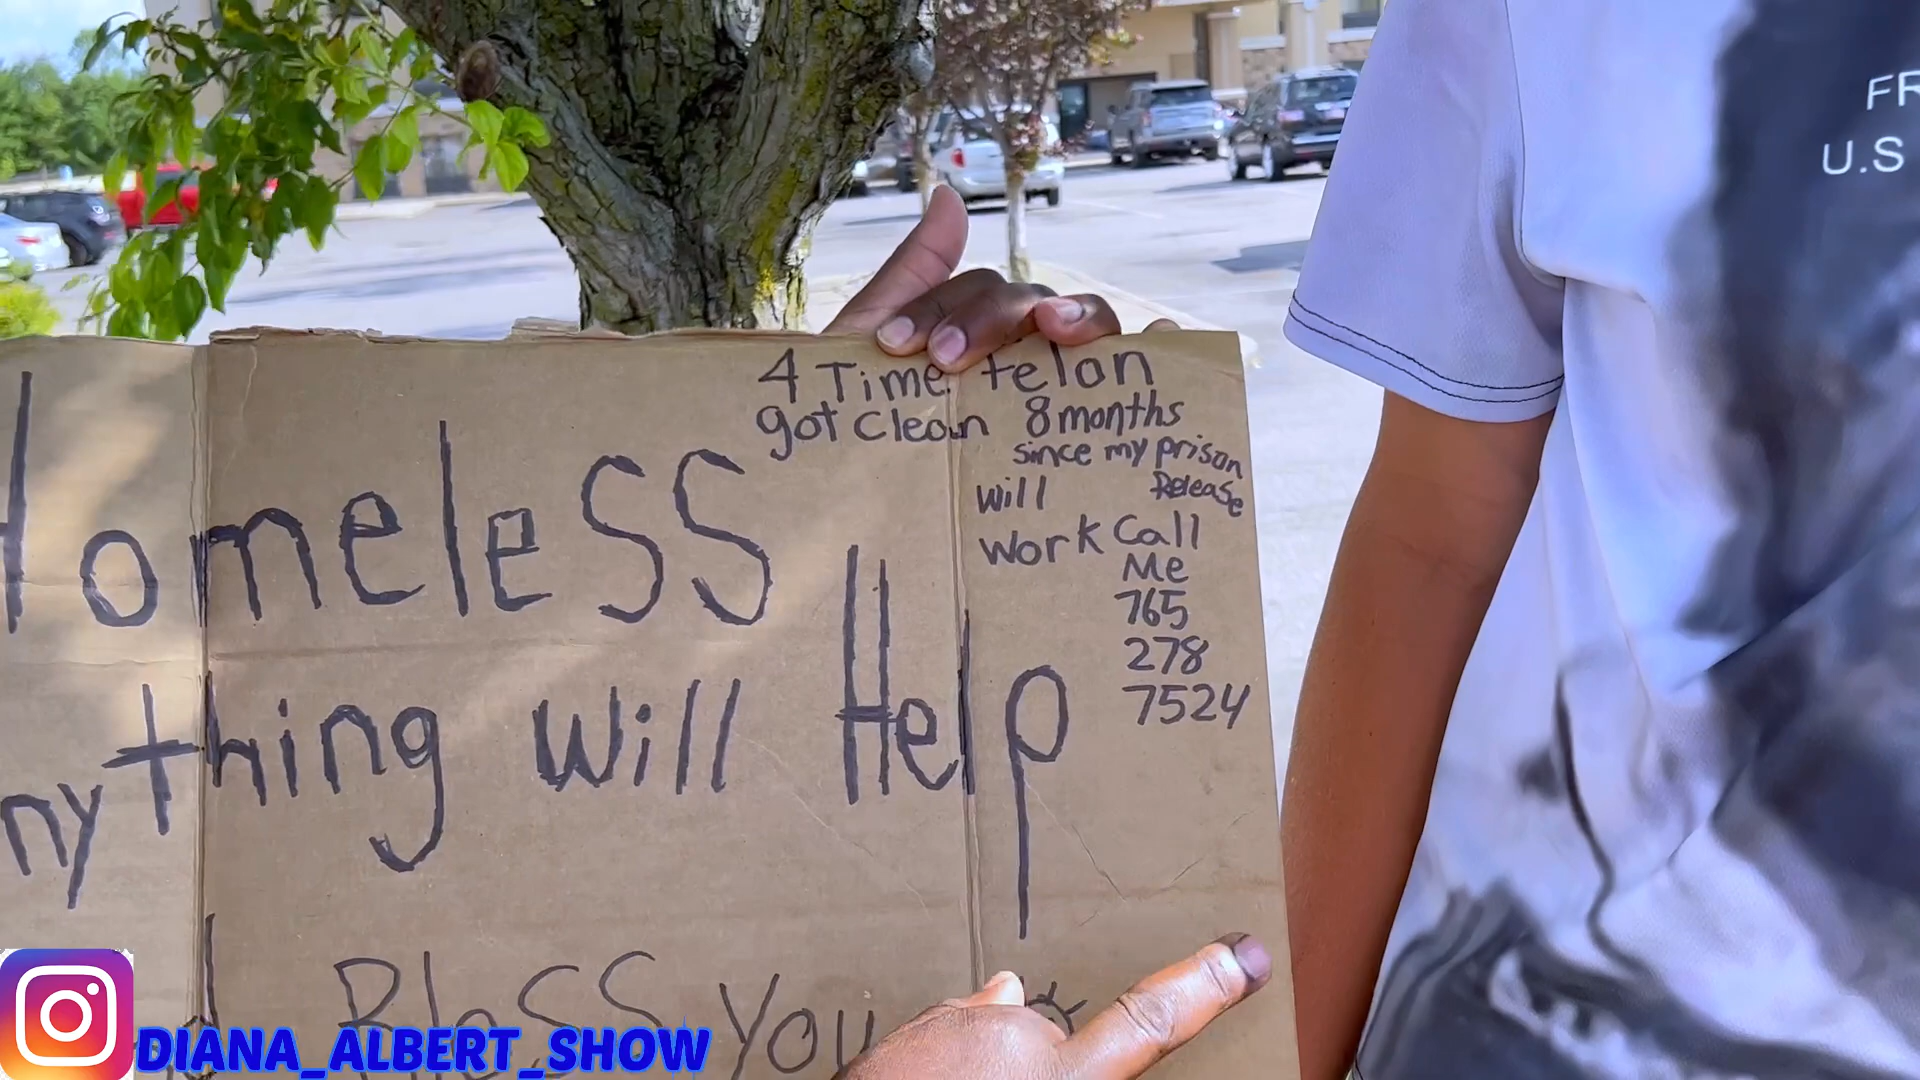 FR
U.S
4 Time felon
got clean 8 months
since my prison
Release
will
work Call
Me
765
278
7524
Homeless
nything will Help
d Bless You
DIANA_ALBERT_SHOW